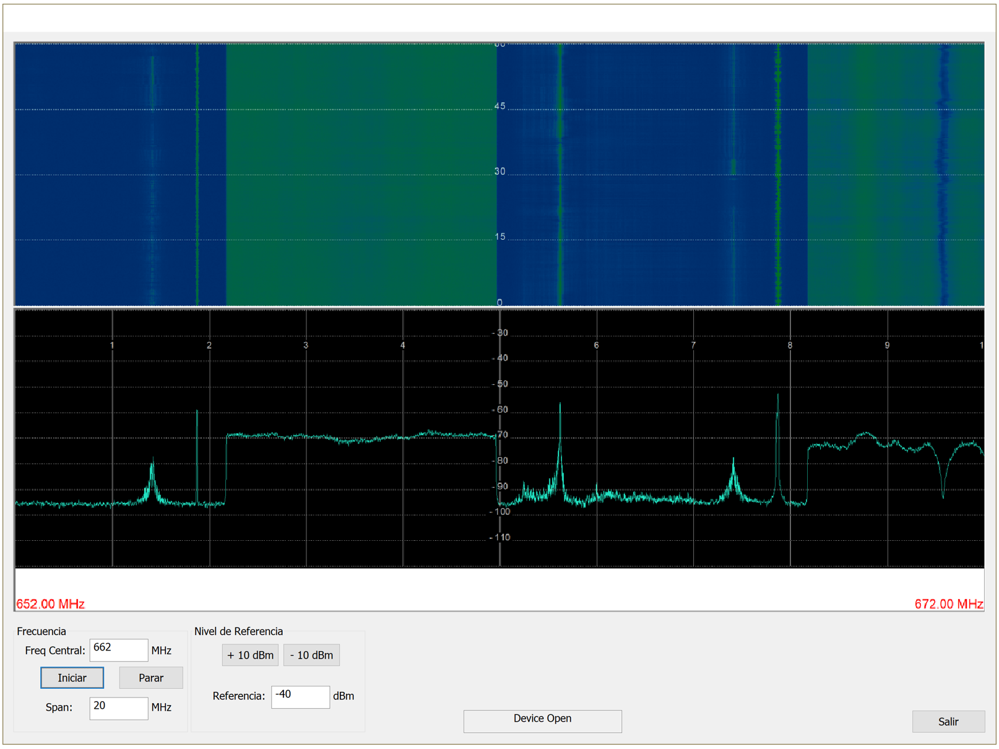 60
45
30
15
0
-30
1 2 3 4 6 7 8 9 1
-40
-50
-60
-70
-80
-90
-100
-110
652.00 MHz 672.00 MHz
Frecuencia
Freq Central: 662 MHz
Iniciar Parar
Span: 20 MHz
Nivel de Referencia
+ 10 dBm - 10 dBm
Referencia: -40 dBm
Device Open
Salir